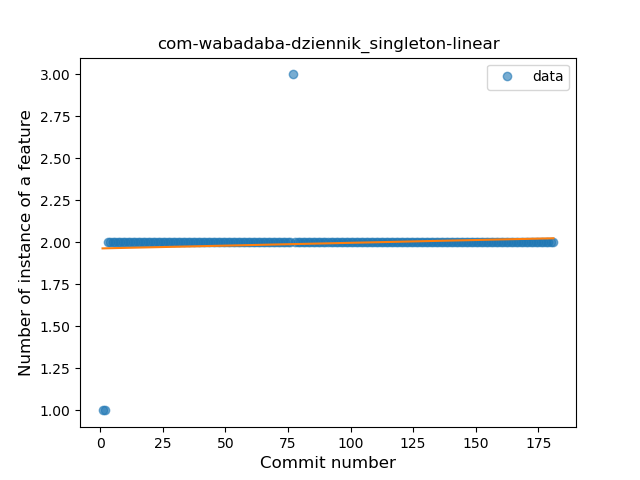 com-wabadaba-dziennik_singleton-linear
data
Number of instance of a feature
3.00
2.75
2.50
2.25
2.00
1.75
1.50
1.25
1.00
0 25 50 75 100 125 150 175
Commit number